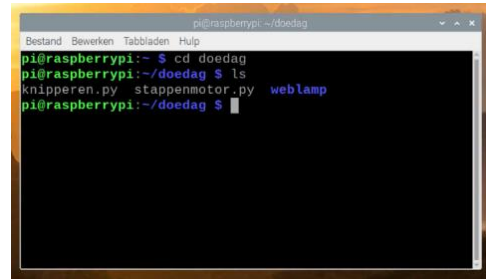 pi@raspberrypi: ~/doedag
Bestand Bewerken Tabbladen Hulp
pi@raspberrypi:~ $ cd doedag
pi@raspberrypi:~/doedag $ ls
knipperen.py stappenmotor.py weblamp
pi@raspberrypi:~/doedag $